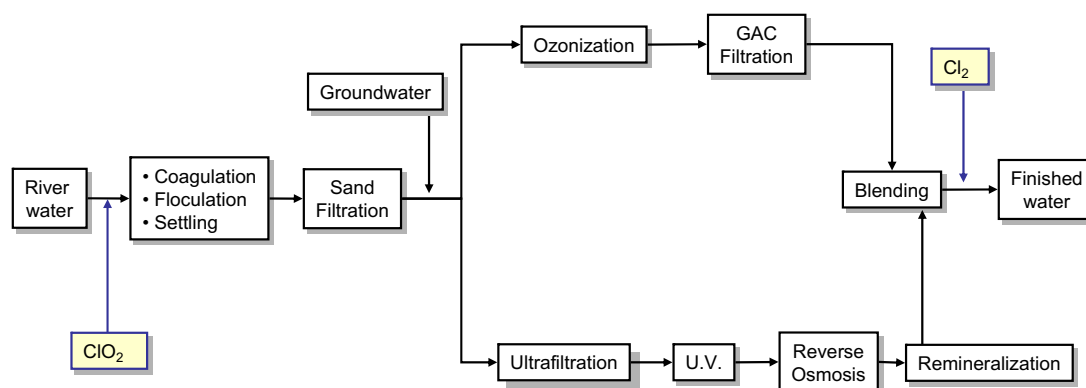 Ozonization
GAC
Filtration
Cl₂
Groundwater
River
water
• Coagulation
• Floculation
• Settling
Sand
Filtration
Blending
Finished
water
ClO₂
Ultrafiltration
U.V.
Reverse
Osmosis
Remineralization